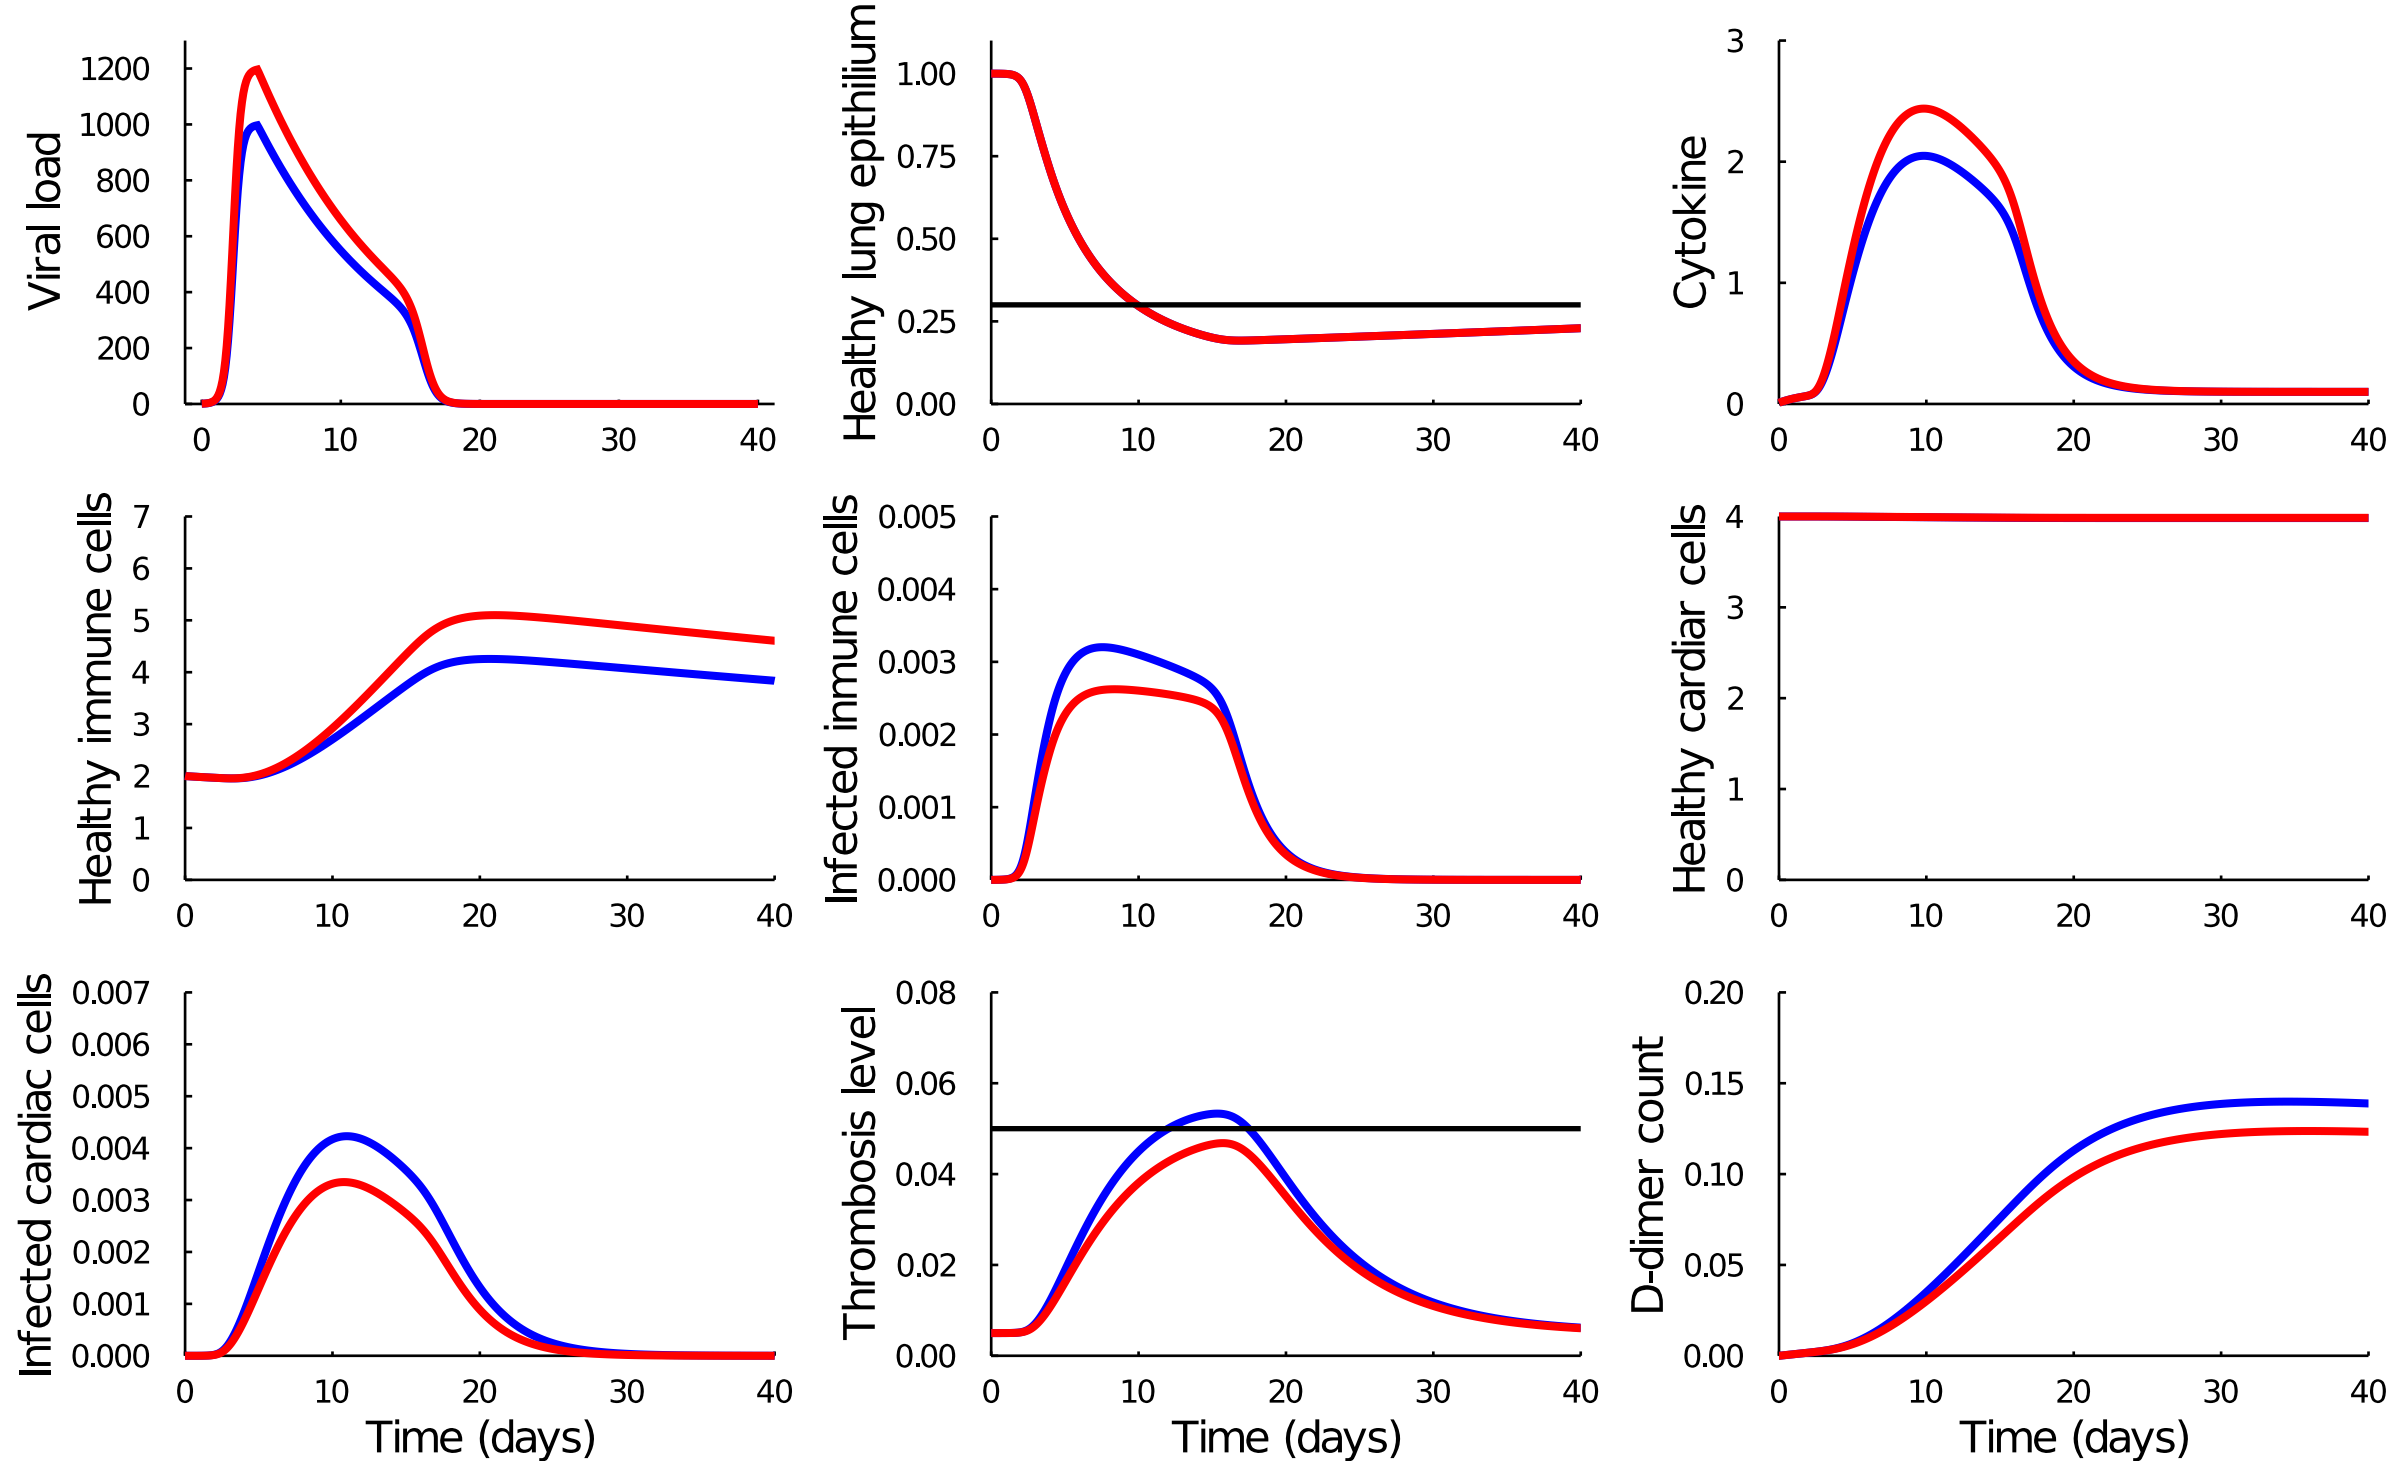 Viral load
1200
1000
800
600
400
200
0
0 10 20 30 40
Healthy lung epithilium
1.00
0.75
0.50
0.25
0.00
0 10 20 30 40
Cytokine
3
2
1
0
0 10 20 30 40
Healthy immune cells
7
6
5
4
3
2
1
0
0 10 20 30 40
Infected inmune cells
0.005
0.004
0.003
0.002
0.001
0.000
0 10 20 30 40
Healthy cardiar cells
4
3
2
1
0
0 10 20 30 40
Infected cardiac cells
0.007
0.006
0.005
0.004
0.003
0.002
0.001
0.000
0 10 20 30 40
Time (days)
Thrombosis level
0.08
0.06
0.04
0.02
0.00
0 10 20 30 40
Time (days)
D-dimer count
0.20
0.15
0.10
0.05
0.00
0 10 20 30 40
Time (days)